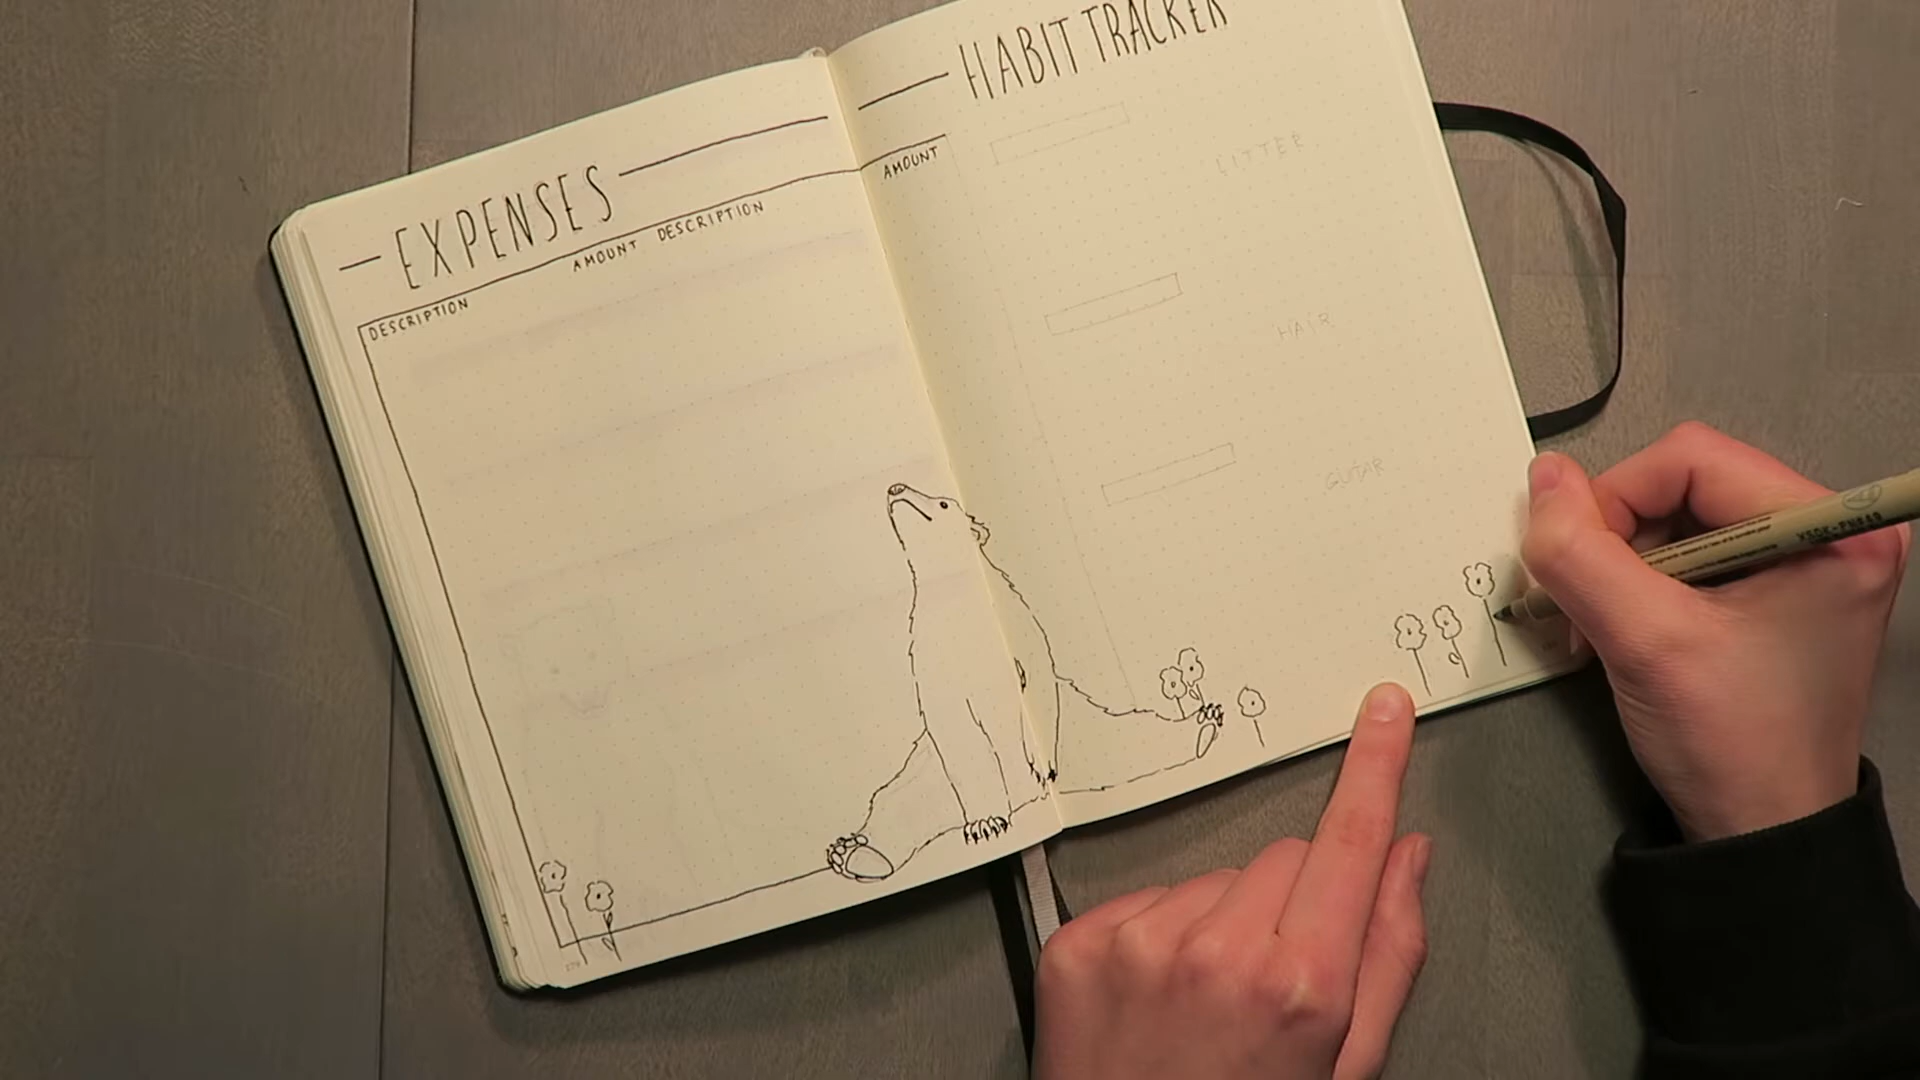 EXPENSES
DESCRIPTION
AMOUNT
DESCRIPTION
AMOUNT
HABIT TRACKER
LITTER
HAIR
GUITAR